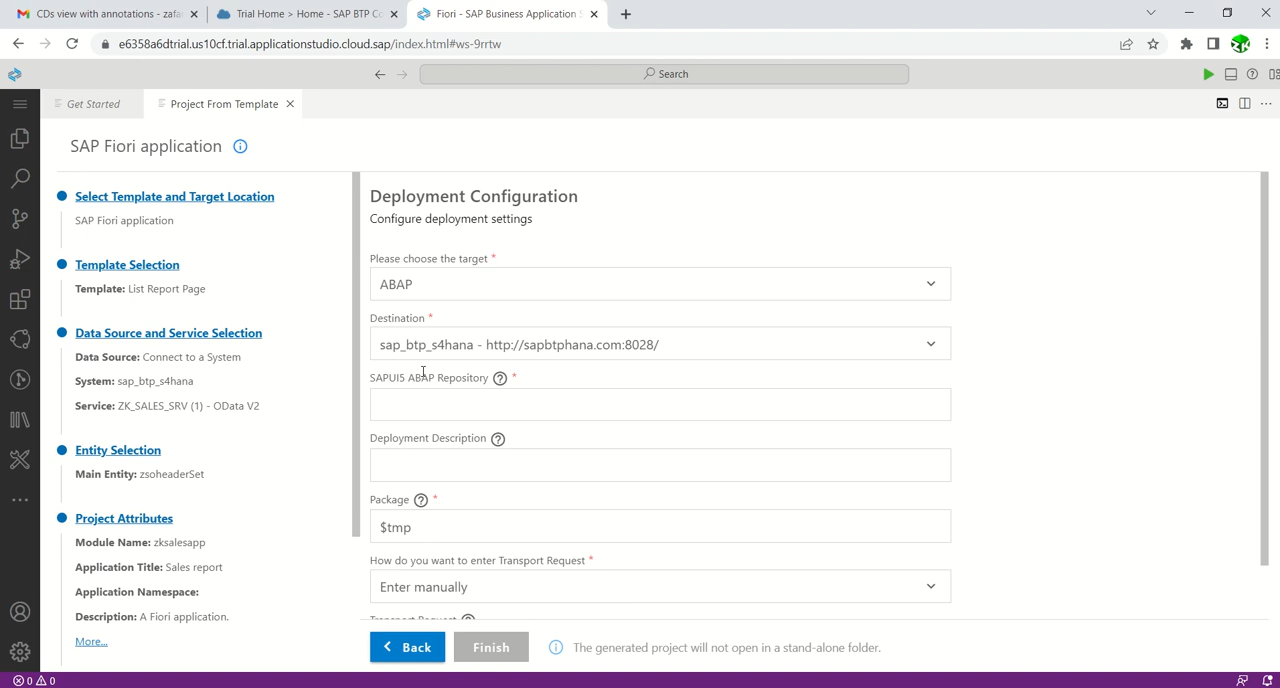 CDs view with annotations - zafa
Trial Home > Home - SAP BTP Co
Fiori - SAP Business Application S
e6358a6dtrial.us10cf.trial.applicationstudio.cloud.sap/index.html#ws-9rrtw
ZK
Search
Get Started
Project From Template
SAP Fiori application
Select Template and Target Location
SAP Fiori application
Template Selection
Template: List Report Page
Data Source and Service Selection
Data Source: Connect to a System
System: sap_btp_s4hana
Service: ZK_SALES_SRV (1) - OData V2
Entity Selection
Main Entity: zsoheaderSet
Project Attributes
Module Name: zksalesapp
Application Title: Sales report
Application Namespace:
Description: A Fiori application.
More...
Deployment Configuration
Configure deployment settings
Please choose the target *
ABAP
Destination *
sap_btp_s4hana - http://sapbtphana.com:8028/
SAPUI5 ABAP Repository *
Deployment Description
Package *
$tmp
How do you want to enter Transport Request *
Enter manually
Transport Request
Back
Finish
The generated project will not open in a stand-alone folder.
0 0